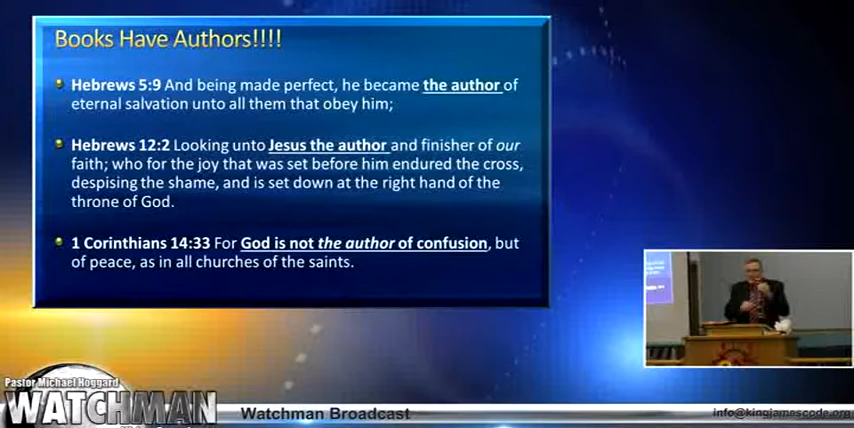 Books Have Authors!!!!
Hebrews 5:9 And being made perfect, he became the author of
eternal salvation unto all them that obey him;
Hebrews 12:2 Looking unto Jesus the author and finisher of our
faith; who for the joy that was set before him endured the cross,
despising the shame, and is set down at the right hand of the
throne of God.
1 Corinthians 14:33 For God is not the author of confusion, but
of peace, as in all churches of the saints.
Pastor Michael Hoggard
WATCHMAN
Watchman Broadcast
info@kingjamescode.org